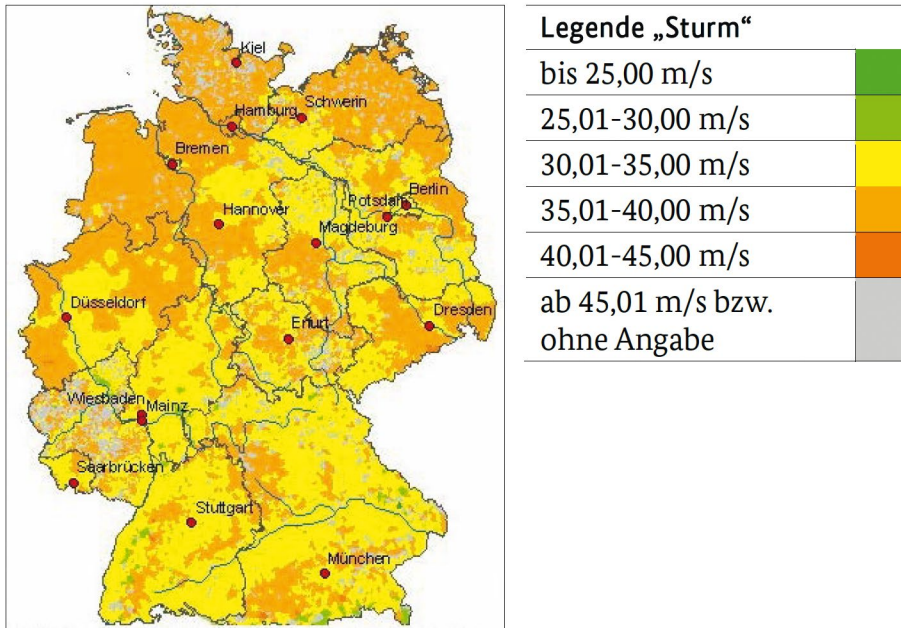 Kiel
Schwerin
Hamburg
Bremen
Berlin
Potsdam
Hannover
Magdeburg
Düsseldorf
Dresden
Erfurt
Wiesbaden
Mainz
Saarbrücken
Stuttgart
München
Legende „Sturm“
bis 25,00 m/s
25,01-30,00 m/s
30,01-35,00 m/s
35,01-40,00 m/s
40,01-45,00 m/s
ab 45,01 m/s bzw.
ohne Angabe